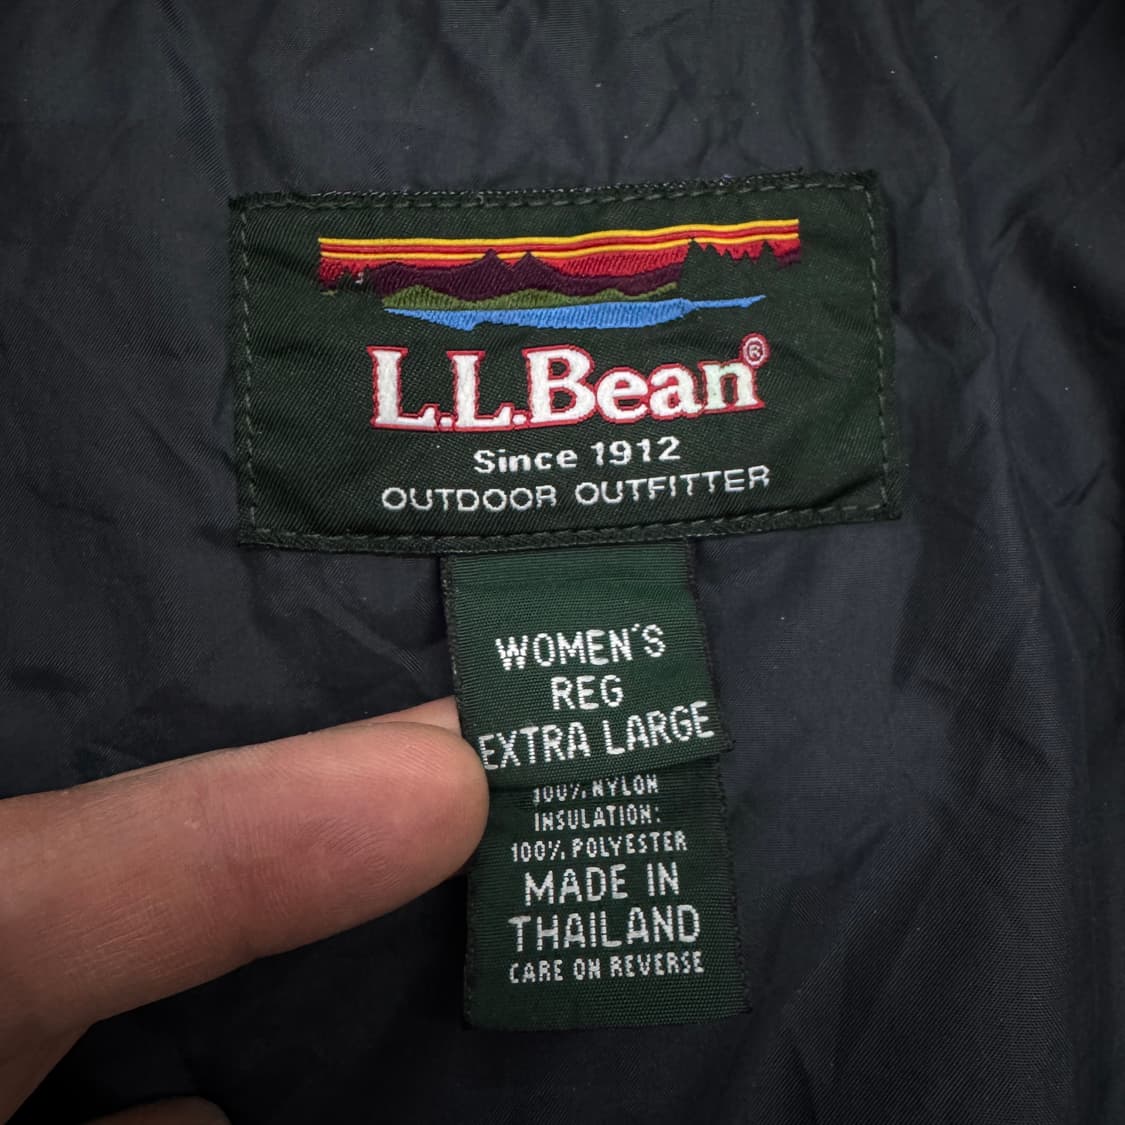 L.L.Bean®
Since 1912
OUTDOOR OUTFITTER
WOMEN'S
REG
EXTRA LARGE
100% NYLON
INSULATION:
100% POLYESTER
MADE IN
THAILAND
CARE ON REVERSE